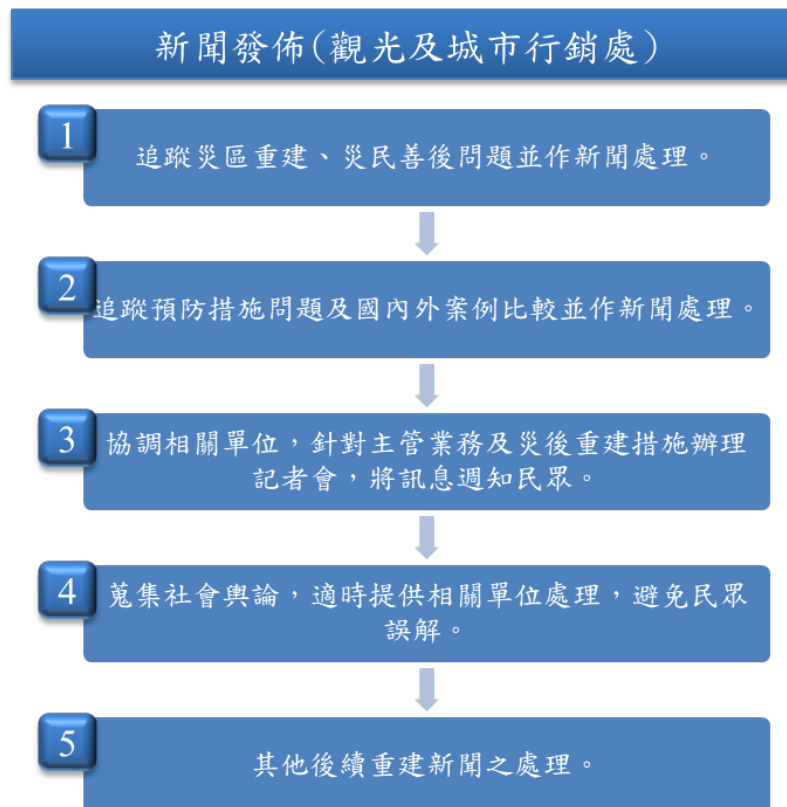 新聞發佈(觀光及城市行銷處)
1
追蹤災區重建、災民善後問題並作新聞處理。
2
追蹤預防措施問題及國內外案例比較並作新聞處理。
3
協調相關單位，針對主管業務及災後重建措施辦理
記者會，將訊息週知民眾。
4
蒐集社會輿論，適時提供相關單位處理，避免民眾
誤解。
5
其他後續重建新聞之處理。